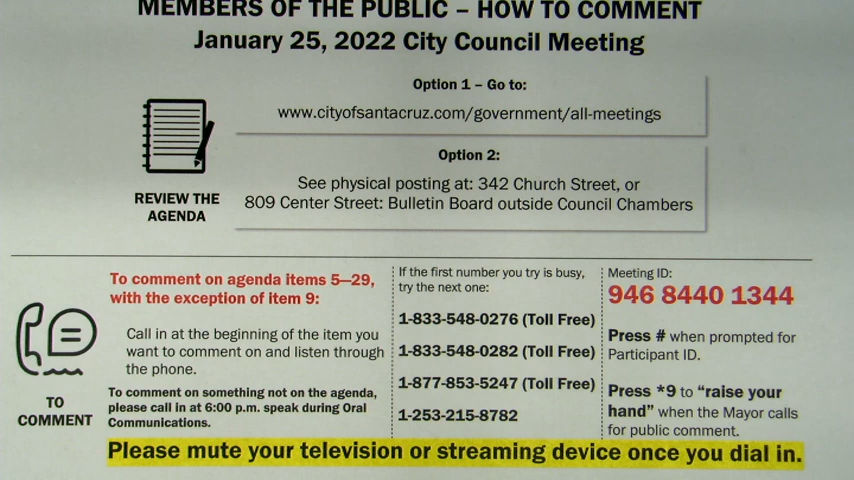 MEMBERS OF THE PUBLIC – HOW TO COMMENT
January 25, 2022 City Council Meeting
Option 1 – Go to:
www.cityofsantacruz.com/government/all-meetings
REVIEW THE
AGENDA
Option 2:
See physical posting at: 342 Church Street, or
809 Center Street: Bulletin Board outside Council Chambers
TO
COMMENT
To comment on agenda items 5—29,
with the exception of item 9:
Call in at the beginning of the item you
want to comment on and listen through
the phone.
To comment on something not on the agenda,
please call in at 6:00 p.m. speak during Oral
Communications.
If the first number you try is busy,
try the next one:
1-833-548-0276 (Toll Free)
1-833-548-0282 (Toll Free)
1-877-853-5247 (Toll Free)
1-253-215-8782
Meeting ID:
946 8440 1344
Press # when prompted for
Participant ID.
Press *9 to “raise your
hand” when the Mayor calls
for public comment.
Please mute your television or streaming device once you dial in.